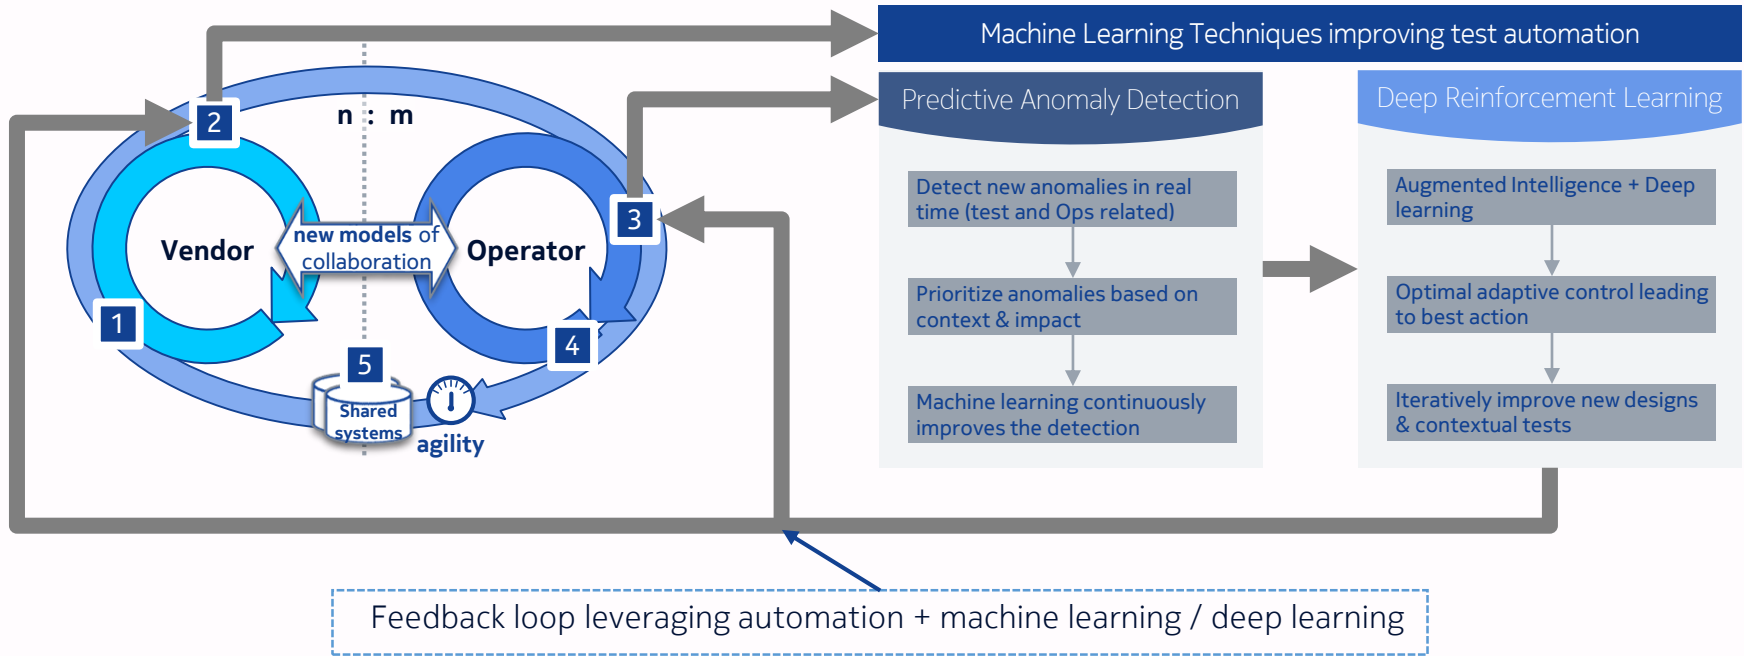 Machine Learning Techniques improving test automation
n : m
2
Vendor
new models of
collaboration
Operator
3
1
4
5
Shared
systems
agility
Predictive Anomaly Detection
Detect new anomalies in real
time (test and Ops related)
Prioritize anomalies based on
context & impact
Machine learning continuously
improves the detection
Deep Reinforcement Learning
Augmented Intelligence + Deep
learning
Optimal adaptive control leading
to best action
Iteratively improve new designs
& contextual tests
Feedback loop leveraging automation + machine learning / deep learning